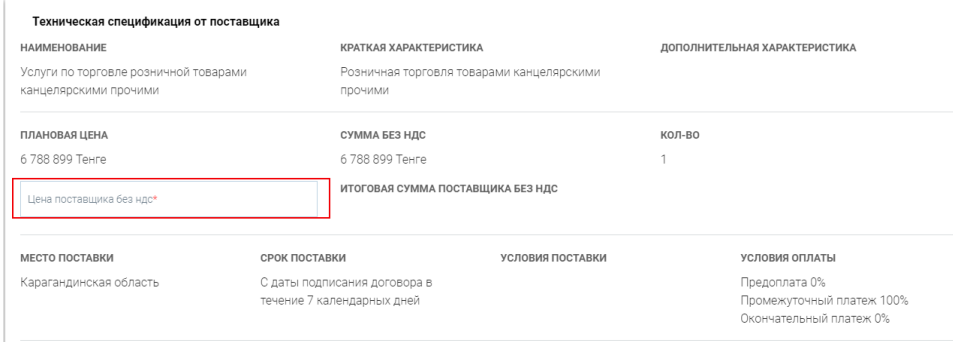 Техническая спецификация от поставщика
НАИМЕНОВАНИЕ
КРАТКАЯ ХАРАКТЕРИСТИКА
ДОПОЛНИТЕЛЬНАЯ ХАРАКТЕРИСТИКА
Услуги по торговле розничной товарами
канцелярскими прочими
Розничная торговля товарами канцелярскими
прочими
ПЛАНОВАЯ ЦЕНА
СУММА БЕЗ НДС
КОЛ-ВО
6 788 899 Тенге
6 788 899 Тенге
1
Цена поставщика без ндс*
ИТОГОВАЯ СУММА ПОСТАВЩИКА БЕЗ НДС
МЕСТО ПОСТАВКИ
СРОК ПОСТАВКИ
УСЛОВИЯ ПОСТАВКИ
УСЛОВИЯ ОПЛАТЫ
Карагандинская область
С даты подписания договора в
течение 7 календарных дней
Предоплата 0%
Промежуточный платеж 100%
Окончательный платеж 0%